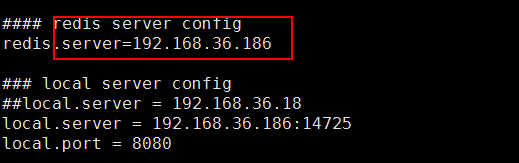 #### redis server config
redis.server=192.168.36.186
### local server config
##local.server = 192.168.36.18
local.server = 192.168.36.186:14725
local.port = 8080